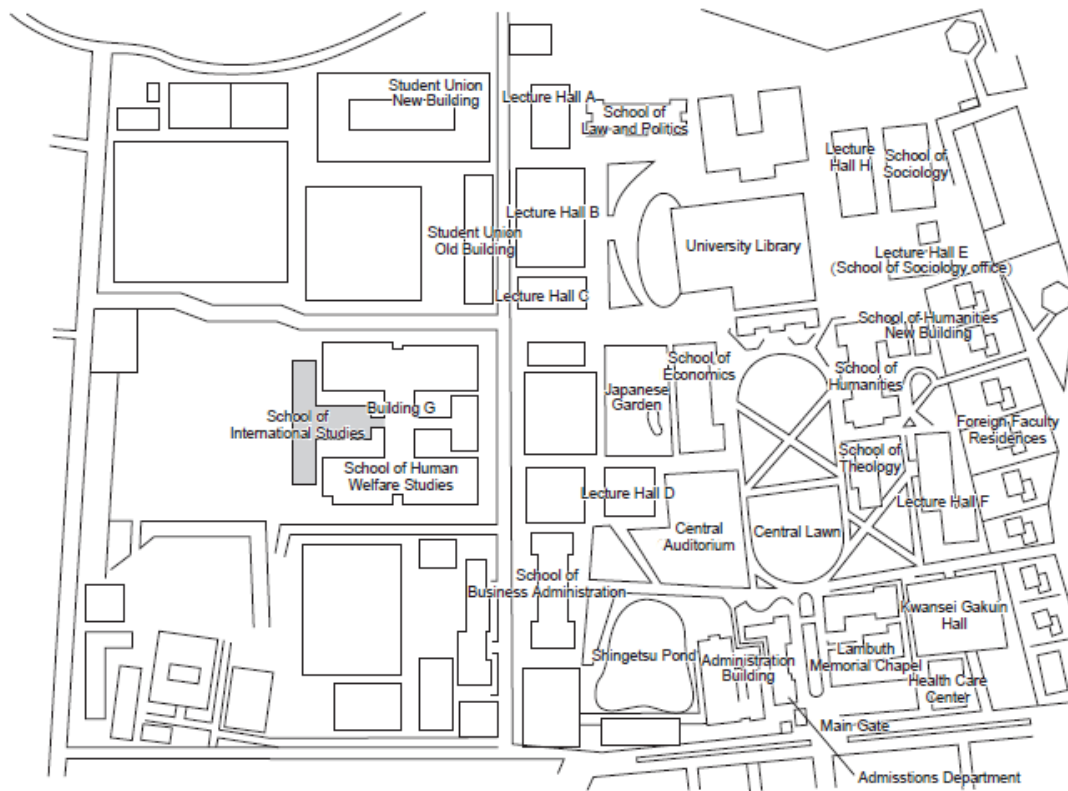 Student Union
New Building
Lecture Hall A
School of
Law and Politics
Lecture
Hall H
School of
Sociology
Lecture Hall B
Student Union
Old Building
University Library
Lecture Hall E
(School of Sociology office)
Lecture Hall C
School of Humanities
New Building
School of
Economics
School of
Humanities
Japanese
Garden
Building G
School of
International Studies
Foreign Faculty
Residences
School of
Theology
School of Human
Welfare Studies
Lecture Hall D
Lecture Hall F
Central
Auditorium
Central Lawn
School of
Business Administration
Kwansei Gakuin
Hall
Shingetsu Pond
Administration
Building
Lambuth
Memorial Chapel
Health Care
Center
Main Gate
Admisstions Department